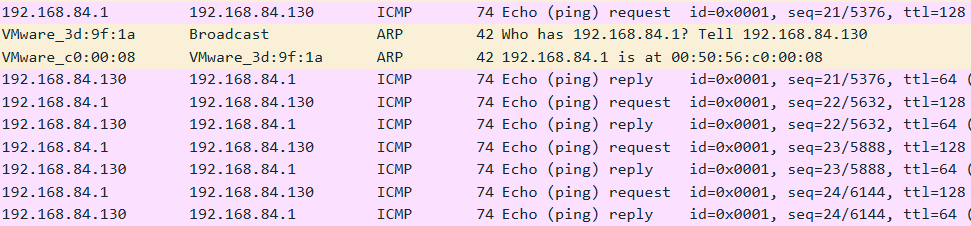 192.168.84.1 192.168.84.130 ICMP 74 Echo (ping) request id=0x0001, seq=21/5376, ttl=128
VMware_3d:9f:1a Broadcast ARP 42 Who has 192.168.84.1? Tell 192.168.84.130
VMware_c0:00:08 VMware_3d:9f:1a ARP 42 192.168.84.1 is at 00:50:56:c0:00:08
192.168.84.130 192.168.84.1 ICMP 74 Echo (ping) reply id=0x0001, seq=21/5376, ttl=64 (
192.168.84.1 192.168.84.130 ICMP 74 Echo (ping) request id=0x0001, seq=22/5632, ttl=128
192.168.84.130 192.168.84.1 ICMP 74 Echo (ping) reply id=0x0001, seq=22/5632, ttl=64 (
192.168.84.1 192.168.84.130 ICMP 74 Echo (ping) request id=0x0001, seq=23/5888, ttl=128
192.168.84.130 192.168.84.1 ICMP 74 Echo (ping) reply id=0x0001, seq=23/5888, ttl=64 (
192.168.84.1 192.168.84.130 ICMP 74 Echo (ping) request id=0x0001, seq=24/6144, ttl=128
192.168.84.130 192.168.84.1 ICMP 74 Echo (ping) reply id=0x0001, seq=24/6144, ttl=64 (